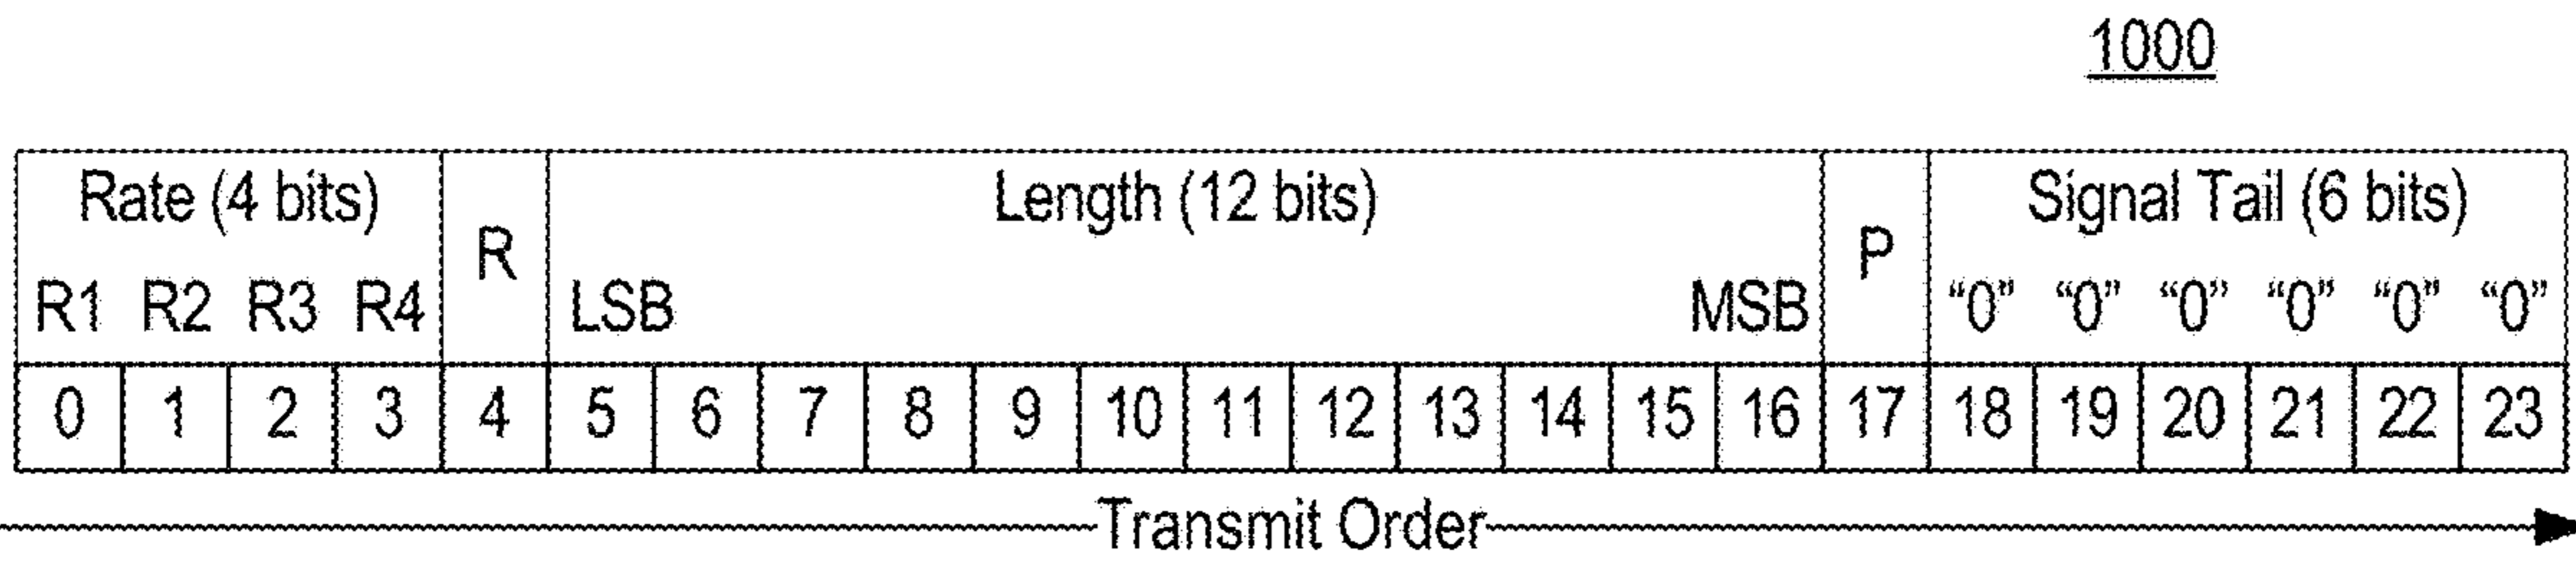 1000
Rate (4 bits) R Length (12 bits) P Signal Tail (6 bits)
R1 R2 R3 R4 LSB MSB “0” “0” “0” “0” “0” “0”
0 1 2 3 4 5 6 7 8 9 10 11 12 13 14 15 16 17 18 19 20 21 22 23
Transmit Order